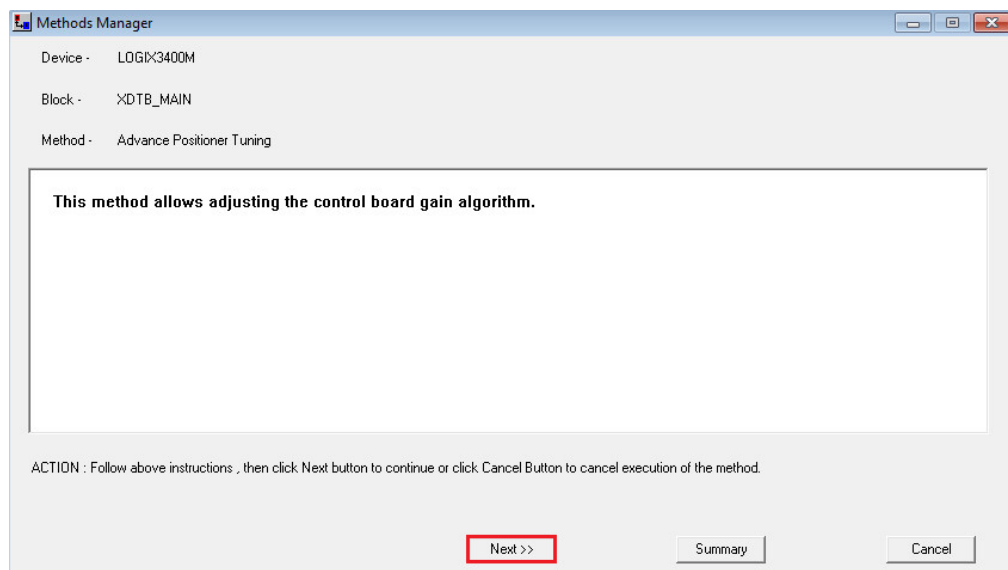 Methods Manager
Device - LOGIX3400M
Block - XDTB_MAIN
Method - Advance Positioner Tuning
This method allows adjusting the control board gain algorithm.
ACTION : Follow above instructions , then click Next button to continue or click Cancel Button to cancel execution of the method.
Next >> Summary Cancel